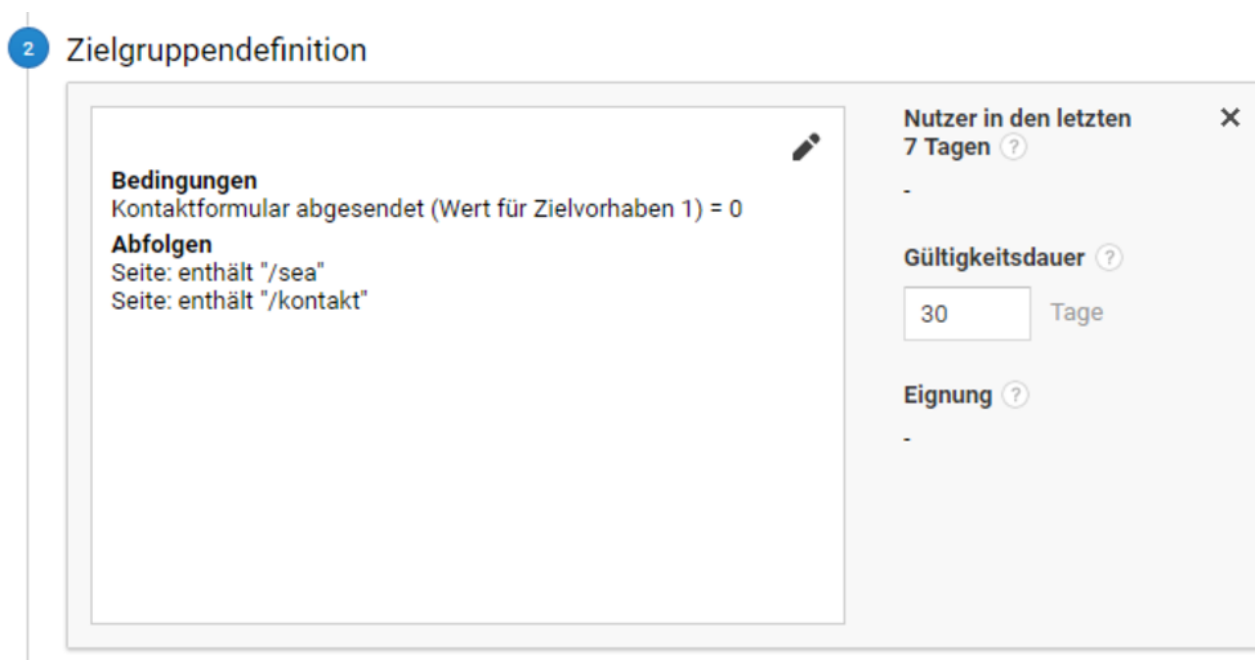 2 Zielgruppendefinition
Bedingungen
Kontaktformular abgesendet (Wert für Zielvorhaben 1) = 0
Abfolgen
Seite: enthält "/sea"
Seite: enthält "/kontakt"
Nutzer in den letzten
7 Tagen ?
-
Gültigkeitsdauer ?
30 Tage
Eignung ?
-